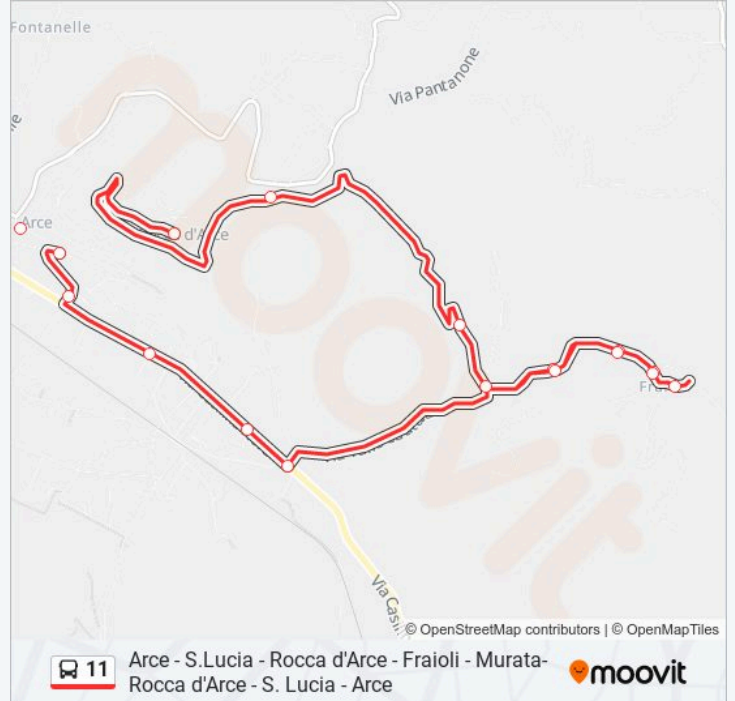 Fontanelle
Via Pantanone
Arce
d'Arce
Via Casi
© OpenStreetMap contributors | © OpenMapTiles
11
Arce - S.Lucia - Rocca d'Arce - Fraioli - Murata-
Rocca d'Arce - S. Lucia - Arce
moovit
moovit